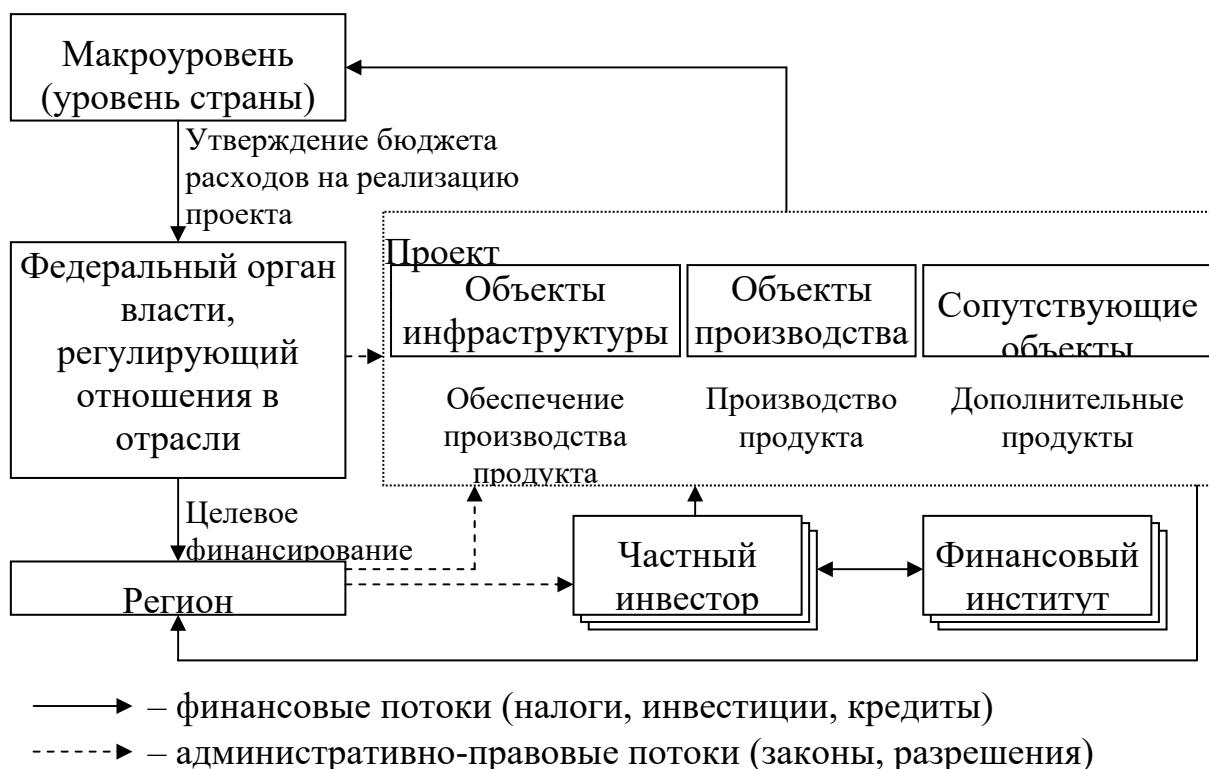 Макроуровень
(уровень страны)
Утверждение бюджета
расходов на реализацию
проекта
Федеральный орган
власти,
регулирующий
отношения в
отрасли
Проект
Объекты
инфраструктуры
Объекты
производства
Сопутствующие
объекты
Обеспечение
производства
продукта
Производство
продукта
Дополнительные
продукты
Целевое
финансирование
Регион
Частный
инвестор
Финансовый
институт
– финансовые потоки (налоги, инвестиции, кредиты)
– административно-правовые потоки (законы, разрешения)